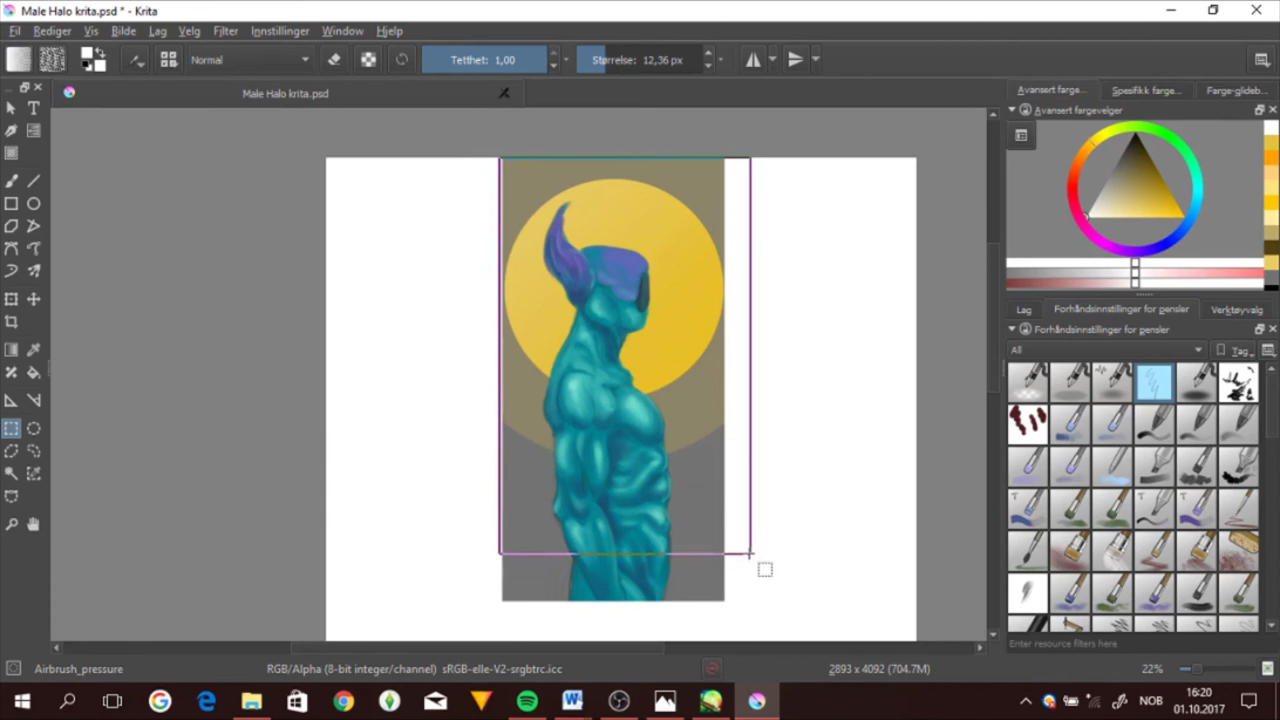 Male Halo krita.psd * - Krita
Fil Rediger Vis Bilde Lag Velg Filter Innstillinger Window Hjelp
Normal Tetthet: 1,00 Størrelse: 12,36 px
Male Halo krita.psd
Avansert farge... Spesifikk farge... Farge-glideb...
Avansert fargevelger
Lag Forhåndsinnstillinger for pensler Verktøyvalg
Forhåndsinnstillinger for pensler
All Tag
Enter resource filters here
Airbrush_pressure RGB/Alpha (8-bit integer/channel) sRGB-elle-V2-srgbtrc.icc 2893 x 4092 (704.7M) 22%
NOB 16:20
01.10.2017